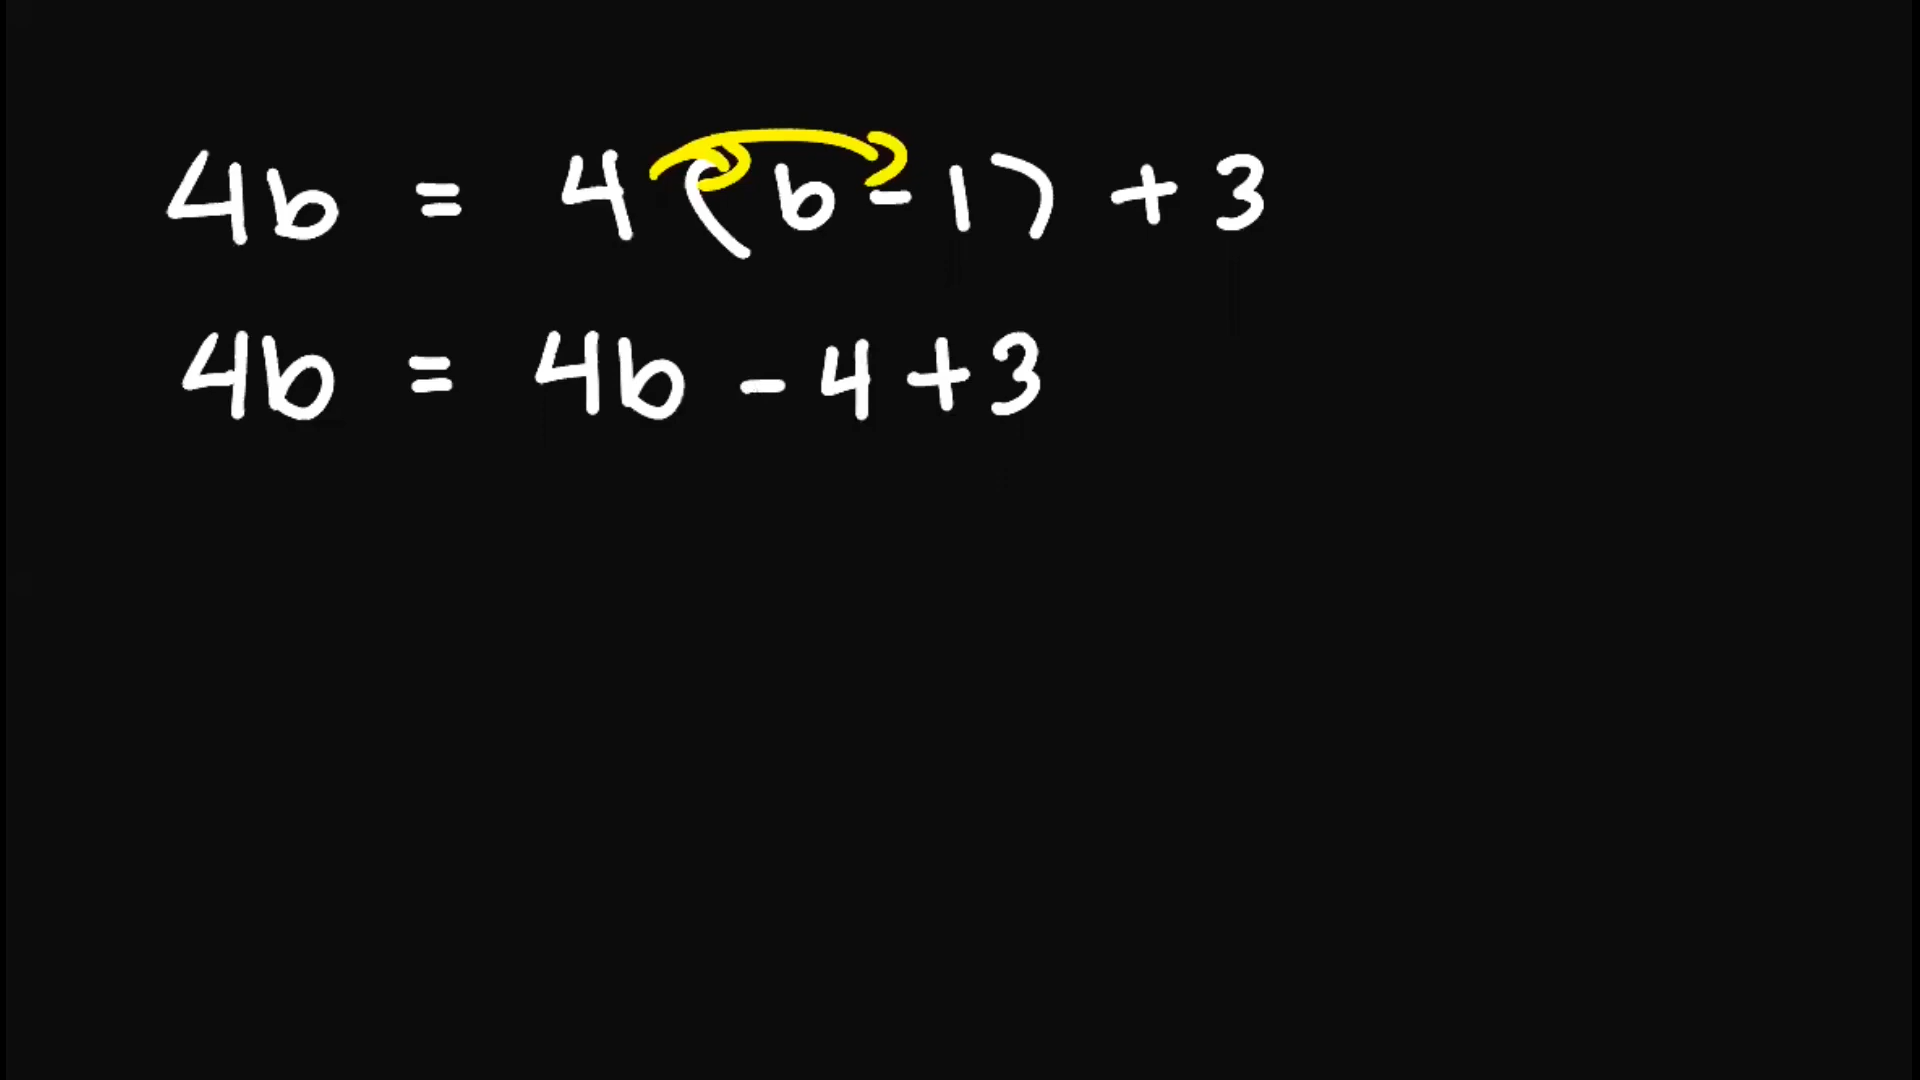 4b = 4(b-1) + 3
4b = 4b - 4 + 3